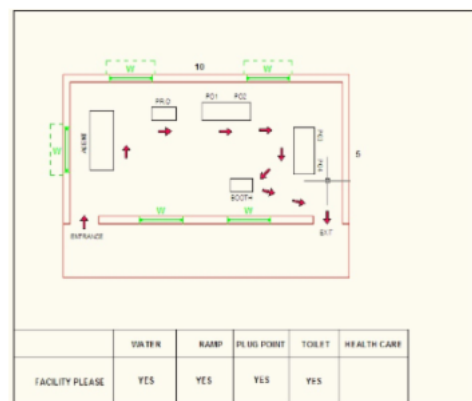 W
W
10
PRO
PO1 PO2
W
PO3
PO4
5
BOOTH
W
W
ENTRANCE
EXIT
WATER RAMP PLUG POINT TOILET HEALTH CARE
FACILITY PLEASE YES YES YES YES